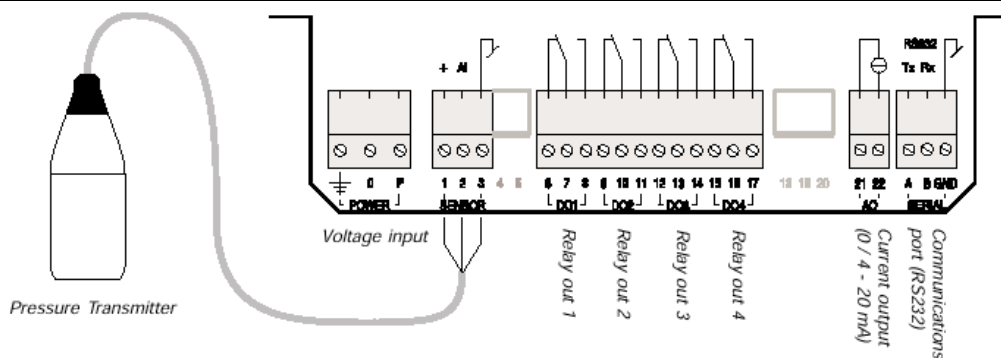 RS232
+ AI
Tx Rx
0 P
1 2 3 4 5
6 7 8 9 10 11 12 13 14 15 16 17
18 19 20
21 22
A B GND
POWER
SENSOR
DO1
DO2
DO3
DO4
AO
SERIAL
Voltage input
Relay out 1
Relay out 2
Relay out 3
Relay out 4
Current output
(0 / 4 - 20 mA)
Communications
port (RS232)
Pressure Transmitter